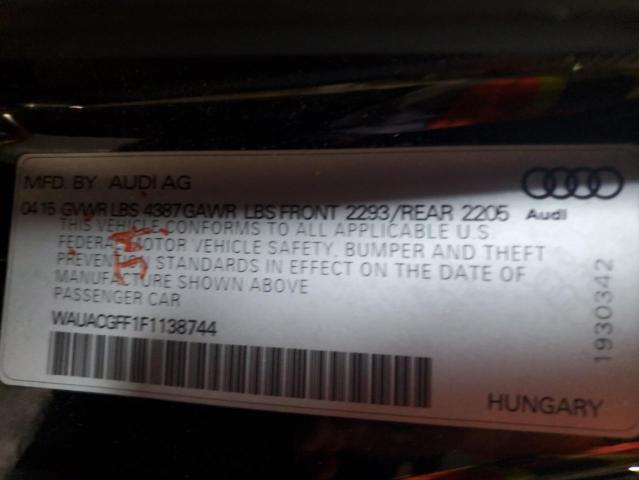 MFD. BY AUDI AG
04 15 GVWR LBS 4387 GAWR LBS FRONT 2293/REAR 2205
Audi
THIS VEHICLE CONFORMS TO ALL APPLICABLE U.S.
FEDERAL MOTOR VEHICLE SAFETY, BUMPER AND THEFT
PREVEN STANDARDS IN EFFECT ON THE DATE OF
MANUFACTURE SHOWN ABOVE
PASSENGER CAR
WAUACGFF1F1138744
HUNGARY
1930342